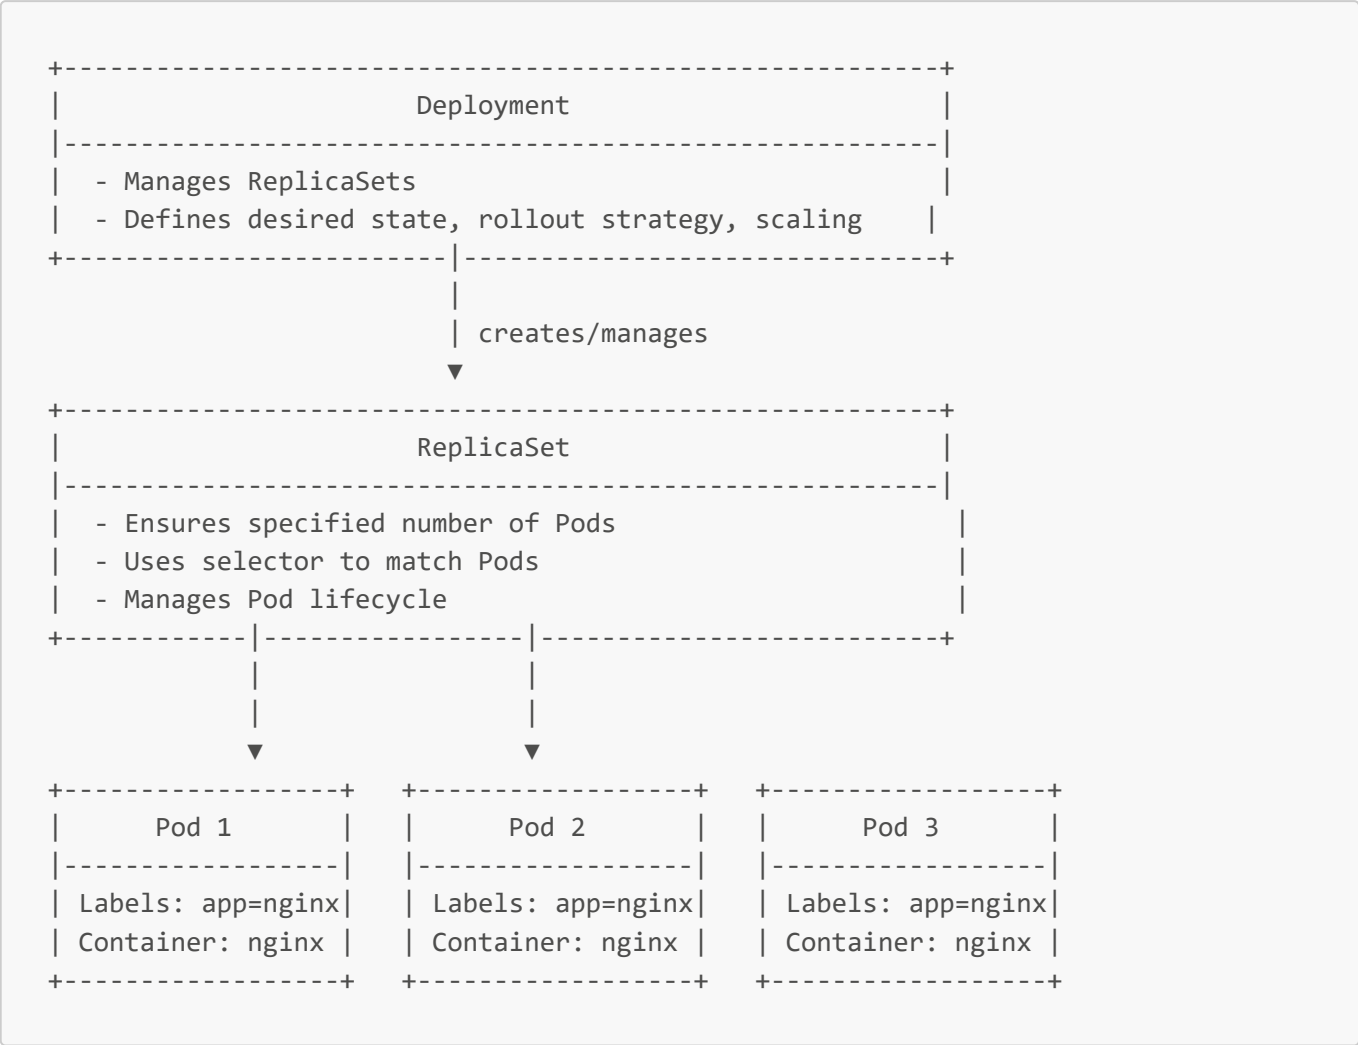 +---------------------------------------------------------+
|                       Deployment                        |
|---------------------------------------------------------|
|  - Manages ReplicaSets                                  |
|  - Defines desired state, rollout strategy, scaling    |
+-------------------------|-------------------------------+
                          |
                          | creates/manages
                          ▼
+---------------------------------------------------------+
|                       ReplicaSet                        |
|---------------------------------------------------------|
|  - Ensures specified number of Pods                      |
|  - Uses selector to match Pods                           |
|  - Manages Pod lifecycle                                 |
+------------|-----------------|--------------------------+
             |                 |
             |                 |
             ▼                 ▼
+------------------+   +------------------+   +------------------+
|      Pod 1       |   |      Pod 2       |   |      Pod 3       |
|------------------|   |------------------|   |------------------|
| Labels: app=nginx|   | Labels: app=nginx|   | Labels: app=nginx|
| Container: nginx |   | Container: nginx |   | Container: nginx |
+------------------+   +------------------+   +------------------+